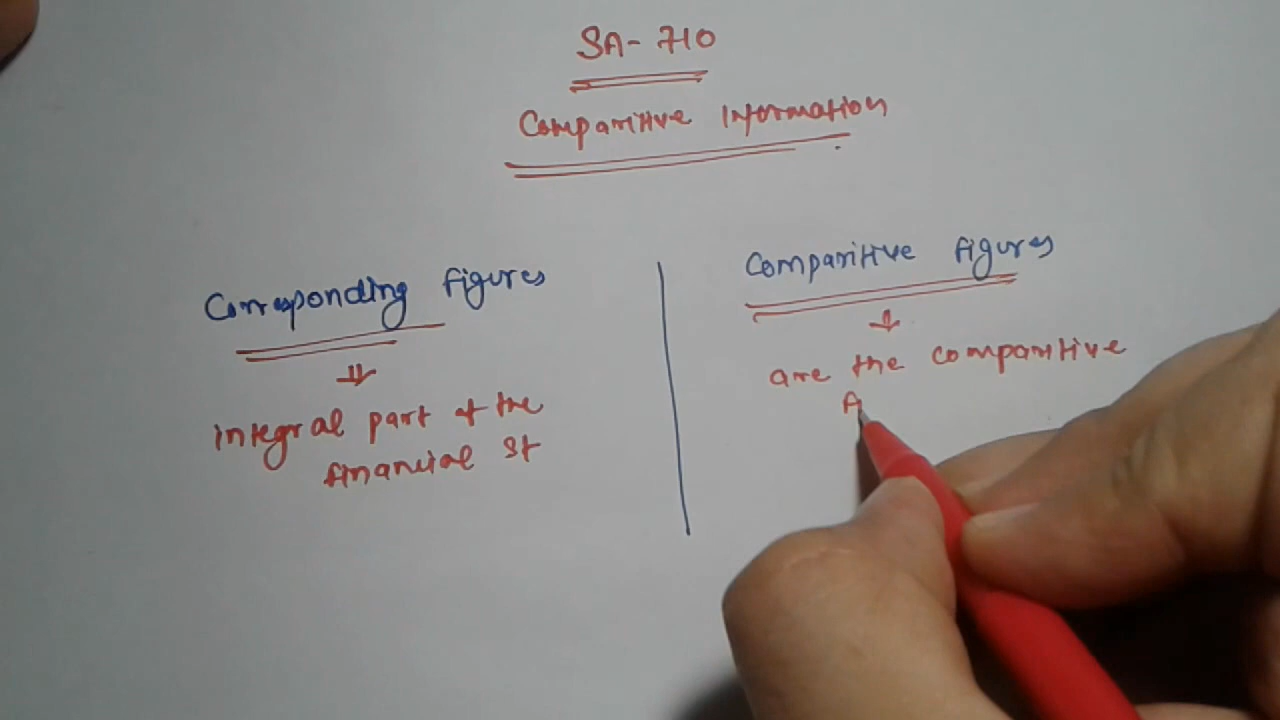 SA-710
Comparitive Information
Corresponding figures
integral part of the
financial st
Comparitive figures
are the comparitive